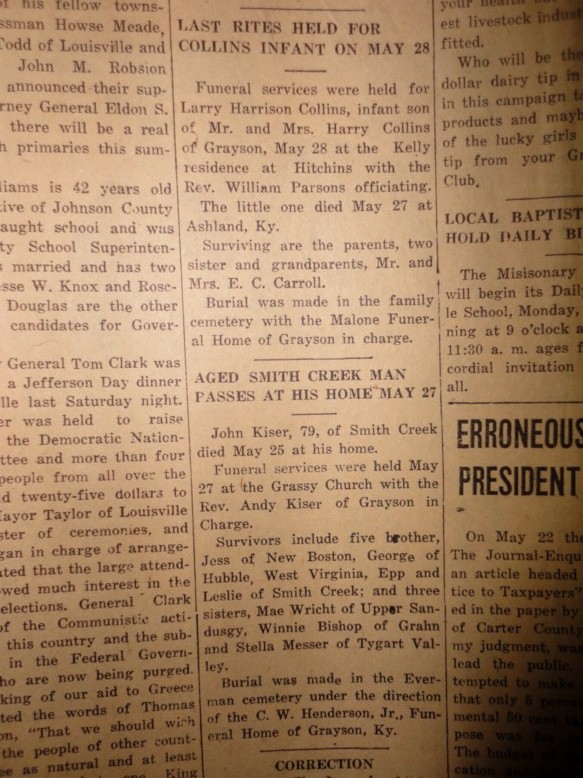 of his fellow towns-
ssman Howse Meade,
Todd of Louisville and
John M. Robsion
announced their sup-
rney General Eldon S.
there will be a real
h primaries this sum-
liams is 42 years old
tive of Johnson County
aught school and was
ty School Superinten-
s married and has two
esse W. Knox and Rosc-
Douglas are the other
candidates for Gover-
General Tom Clark was
a Jefferson Day dinner
lle last Saturday night.
er was held to raise
the Democratic Nation-
ttee and more than four
people from all over the
d twenty-five dollars to
Mayor Taylor of Louisville
ster of ceremonies, and
gan in charge of arrange-
ated that the large attend-
wed much interest in the
elections. General Clark
of the Communistic acti-
this country and the sub-
in the Federal Govern-
ho are now being purged.
king of our aid to Greece
ted the words of Thomas
on, "That we should with
the people of other count-
ee as natural and at least
King
LAST RITES HELD FOR
COLLINS INFANT ON MAY 28
Funeral services were held for
Larry Harrison Collins, infant son
of Mr. and Mrs. Harry Collins
of Grayson, May 28 at the Kelly
residence at Hitchins with the
Rev. William Parsons officiating.
The little one died May 27 at
Ashland, Ky.
Surviving are the parents, two
sister and grandparents, Mr. and
Mrs. E. C. Carroll.
Burial was made in the family
cemetery with the Malone Funer-
al Home of Grayson in charge.
AGED SMITH CREEK MAN
PASSES AT HIS HOME MAY 27
John Kiser, 79, of Smith Creek
died May 25 at his home.
Funeral services were held May
27 at the Grassy Church with the
Rev. Andy Kiser of Grayson in
Charge.
Survivors include five brother,
Jess of New Boston, George of
Hubble, West Virginia, Epp and
Leslie of Smith Creek; and three
sisters, Mae Wricht of Upper San-
dusgy, Winnie Bishop of Grahn
and Stella Messer of Tygart Val-
ley.
Burial was made in the Ever-
man cemetery under the direction
of the C. W. Henderson, Jr., Fun-
eral Home of Grayson, Ky.
CORRECTION
your health but
est livestock indust
fitted.
Who will be the
dollar dairy tip in
in this campaign to
products and mayb
of the lucky girls
tip from your Gr
Club.
LOCAL BAPTIST
HOLD DAILY BI
The Misisonary
will begin its Dail
le School, Monday,
ning at 9 o'clock a
11:30 a. m. ages f
cordial invitation
all.
ERRONEOUS
PRESIDENT
On May 22 the
The Journal-Enqu
an article headed
tice to Taxpayers"
ed in the paper by
of Carter County
my judgment, was
lead the public.
tempted to make
that only 5 perc
mental 50 cent
pose was
The budget
cation